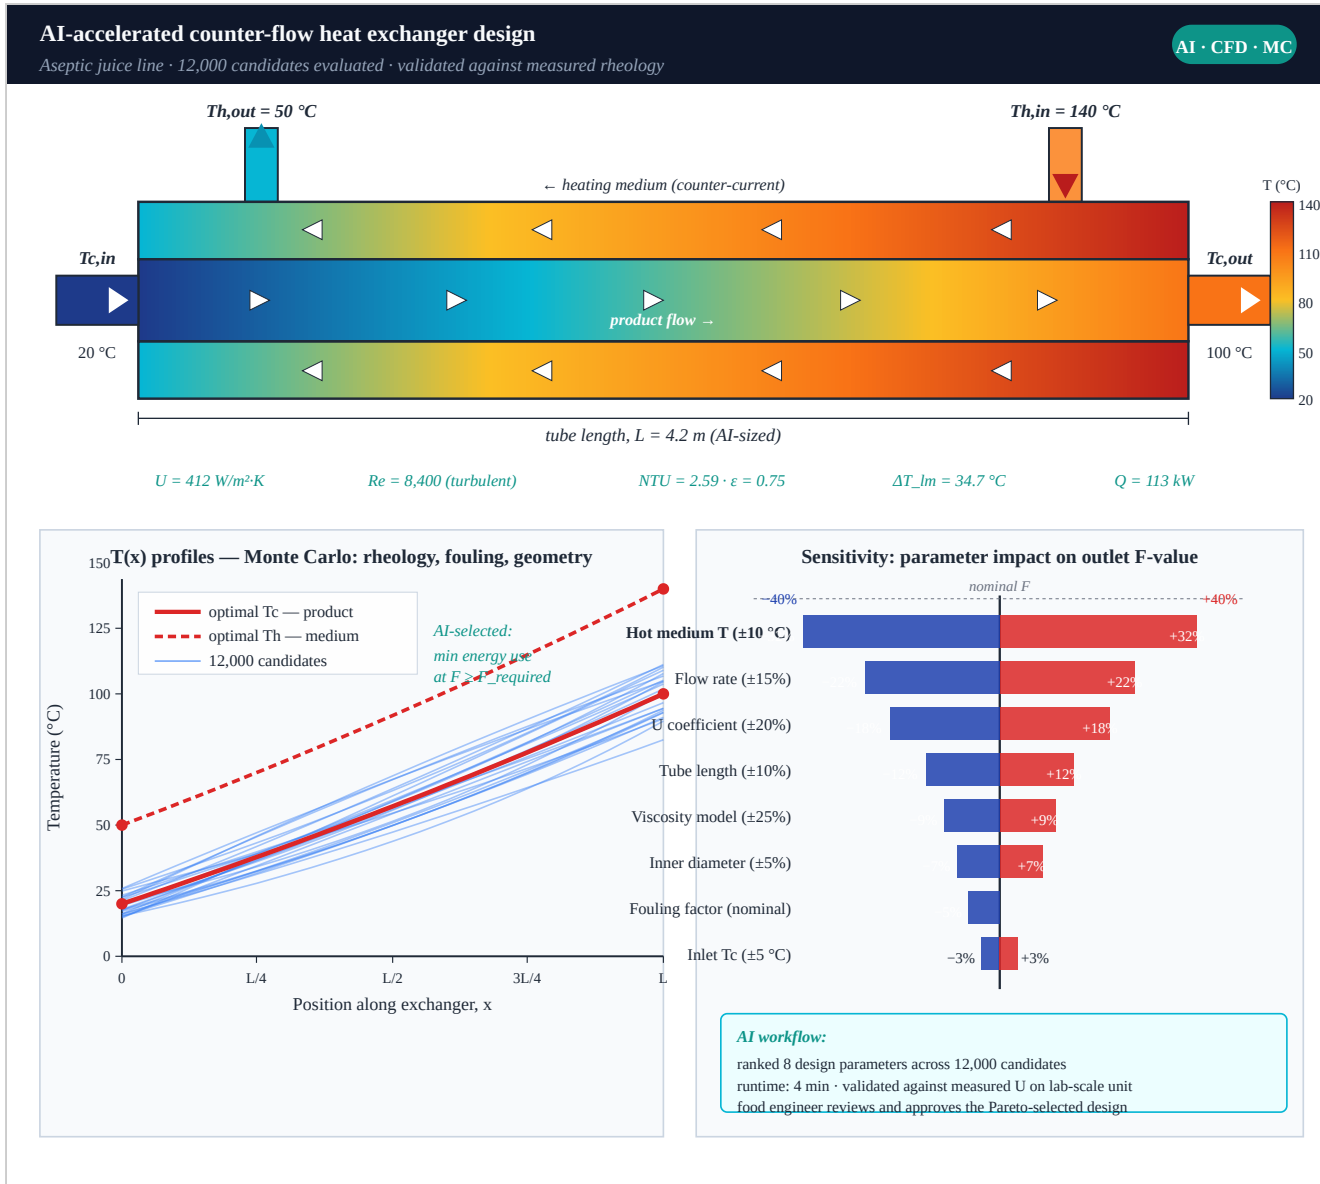 AI-accelerated counter-flow heat exchanger design
Aseptic juice line · 12,000 candidates evaluated · validated against measured rheology
AI · CFD · MC
Th,out = 50 °C
Th,in = 140 °C
← heating medium (counter-current)
T (°C)
140
110
80
50
20
Tc,in
20 °C
product flow →
Tc,out
100 °C
tube length, L = 4.2 m (AI-sized)
U = 412 W/m²·K
Re = 8,400 (turbulent)
NTU = 2.59 · ε = 0.75
ΔT_lm = 34.7 °C
Q = 113 kW
T(x) profiles — Monte Carlo: rheology, fouling, geometry
150
125
100
75
50
25
0
Temperature (°C)
optimal Tc — product
optimal Th — medium
12,000 candidates
AI-selected:
min energy use
at F ≥ F_required
0
L/4
L/2
3L/4
L
Position along exchanger, x
Sensitivity: parameter impact on outlet F-value
nominal F
−40%
+40%
Hot medium T (±10 °C)
+32%
Flow rate (±15%)
+22%
U coefficient (±20%)
+18%
Tube length (±10%)
+12%
Viscosity model (±25%)
+9%
Inner diameter (±5%)
+7%
Fouling factor (nominal)
Inlet Tc (±5 °C)
−3%
+3%
AI workflow:
ranked 8 design parameters across 12,000 candidates
runtime: 4 min · validated against measured U on lab-scale unit
food engineer reviews and approves the Pareto-selected design